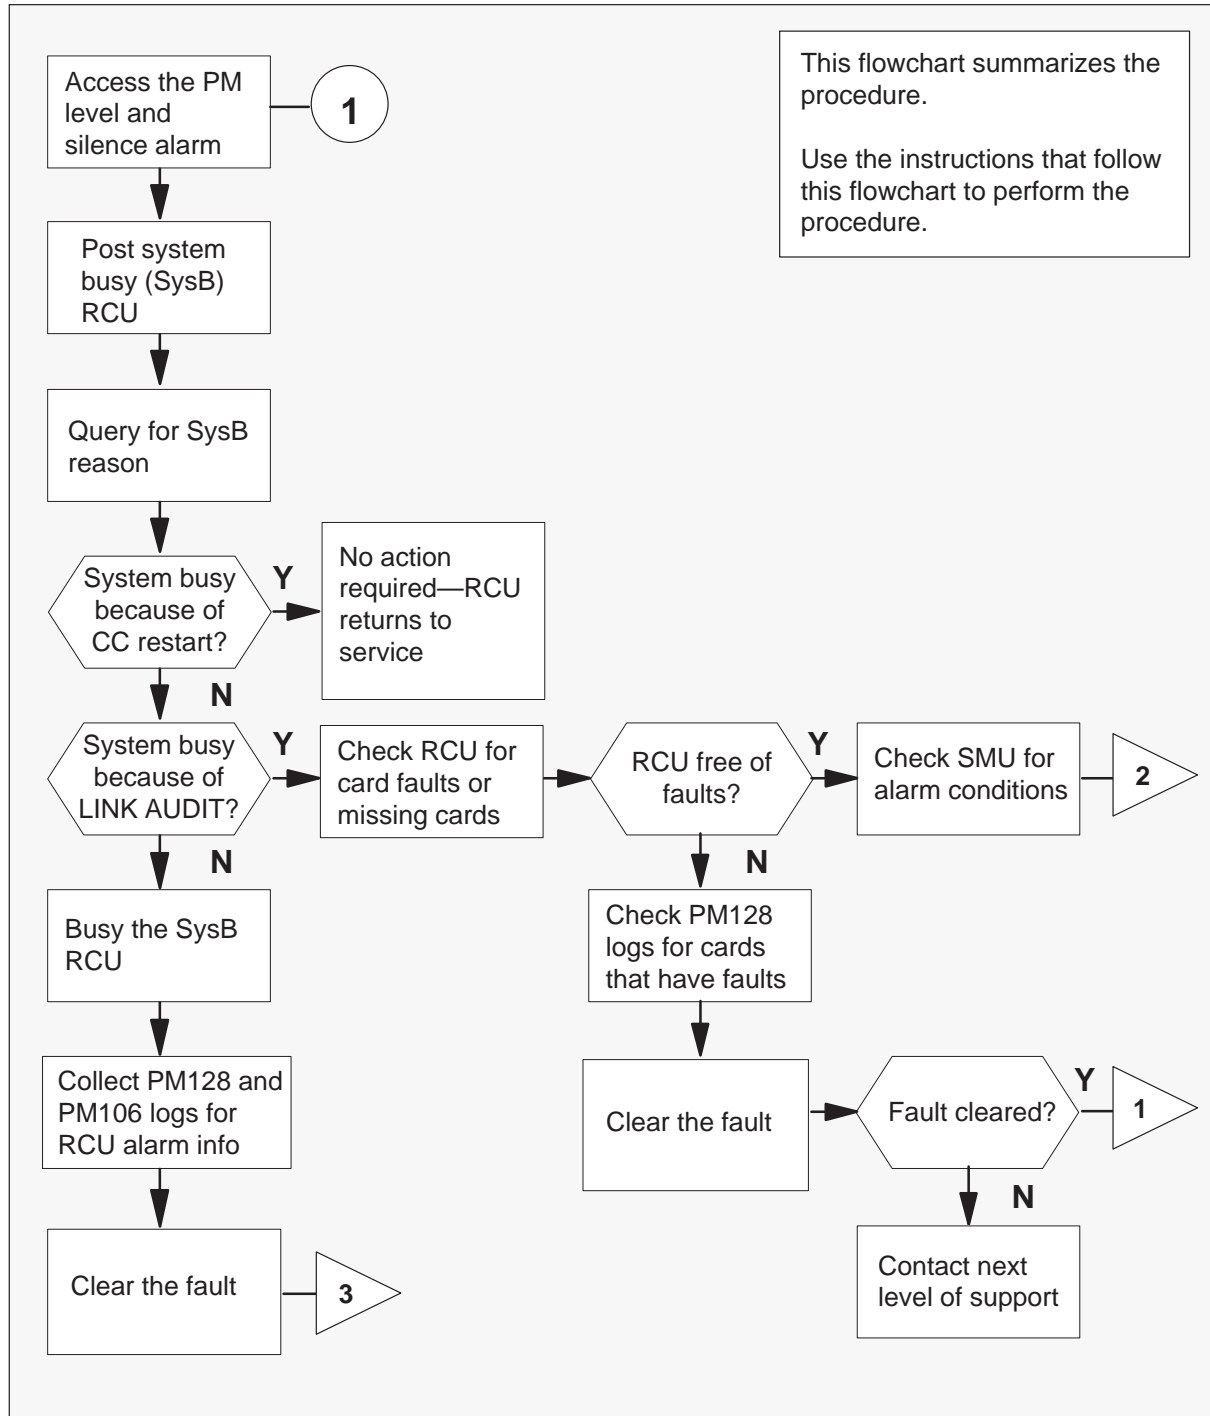 Access the PM
level and
silence alarm
1
This flowchart summarizes the
procedure.
Use the instructions that follow
this flowchart to perform the
procedure.
Post system
busy (SysB)
RCU
Query for SysB
reason
System busy
because of
CC restart?
Y
No action
required—RCU
returns to
service
N
System busy
because of
LINK AUDIT?
Y
Check RCU for
card faults or
missing cards
RCU free of
faults?
Y
Check SMU for
alarm conditions
2
N
N
Busy the SysB
RCU
Check PM128
logs for cards
that have faults
Collect PM128 and
PM106 logs for
RCU alarm info
Clear the fault
Fault cleared?
Y
1
N
Clear the fault
3
Contact next
level of support